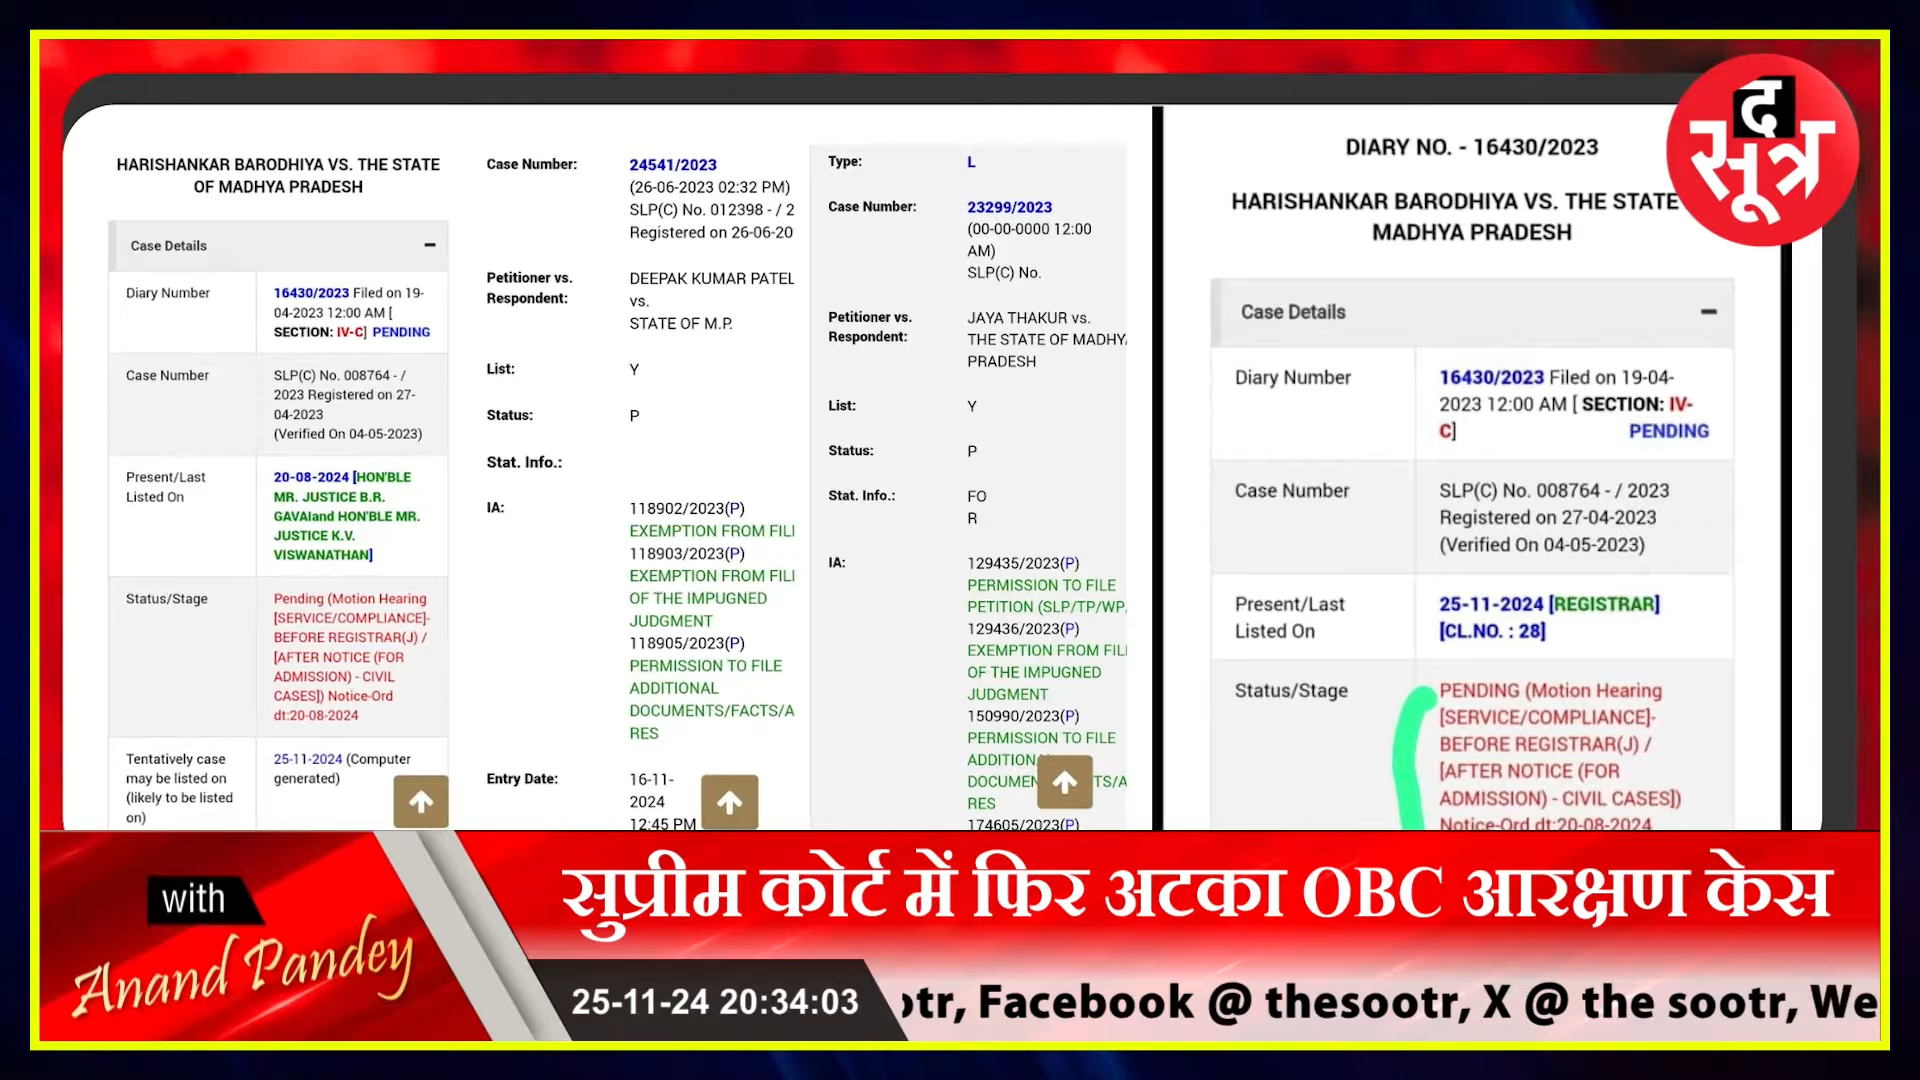 HARISHANKAR BARODHIYA VS. THE STATE
OF MADHYA PRADESH
Case Details
Diary Number
16430/2023 Filed on 19-
04-2023 12:00 AM [
SECTION: IV-C] PENDING
Case Number
SLP(C) No. 008764 - /
2023 Registered on 27-
04-2023
(Verified On 04-05-2023)
Present/Last
Listed On
20-08-2024 [HON'BLE
MR. JUSTICE B.R.
GAVAIand HON'BLE MR.
JUSTICE K.V.
VISWANATHAN]
Status/Stage
Pending (Motion Hearing
[SERVICE/COMPLIANCE]-
BEFORE REGISTRAR(J) /
[AFTER NOTICE (FOR
ADMISSION) - CIVIL
CASES]) Notice-Ord
dt:20-08-2024
Tentatively case
may be listed on
(likely to be listed
on)
25-11-2024 (Computer
generated)
Case Number:
24541/2023
(26-06-2023 02:32 PM)
SLP(C) No. 012398 - / 2
Registered on 26-06-20
Petitioner vs.
Respondent:
DEEPAK KUMAR PATEL
vs.
STATE OF M.P.
List:
Y
Status:
P
Stat. Info.:
IA:
118902/2023(P)
EXEMPTION FROM FILI
118903/2023(P)
EXEMPTION FROM FILI
OF THE IMPUGNED
JUDGMENT
118905/2023(P)
PERMISSION TO FILE
ADDITIONAL
DOCUMENTS/FACTS/A
RES
Entry Date:
16-11-
2024
12:45 PM
Type:
L
Case Number:
23299/2023
(00-00-0000 12:00
AM)
SLP(C) No.
Petitioner vs.
Respondent:
JAYA THAKUR vs.
THE STATE OF MADHY
PRADESH
List:
Y
Status:
P
Stat. Info.:
FO
R
IA:
129435/2023(P)
PERMISSION TO FILE
PETITION (SLP/TP/WP/
129436/2023(P)
EXEMPTION FROM FILI
OF THE IMPUGNED
JUDGMENT
150990/2023(P)
PERMISSION TO FILE
ADDITION
DOCUMEN TS/A
RES
174605/2023(P)
DIARY NO. - 16430/2023
HARISHANKAR BARODHIYA VS. THE STATE
MADHYA PRADESH
Case Details
Diary Number
16430/2023 Filed on 19-04-
2023 12:00 AM [ SECTION: IV-
C] PENDING
Case Number
SLP(C) No. 008764 - / 2023
Registered on 27-04-2023
(Verified On 04-05-2023)
Present/Last
Listed On
25-11-2024 [REGISTRAR]
[CL.NO. : 28]
Status/Stage
PENDING (Motion Hearing
[SERVICE/COMPLIANCE]-
BEFORE REGISTRAR(J) /
[AFTER NOTICE (FOR
ADMISSION) - CIVIL CASES])
Notice-Ord dt:20-08-2024
द
सूत्र
with
Anand Pandey
सुप्रीम कोर्ट में फिर अटका OBC आरक्षण केस
25-11-24 20:34:03
otr, Facebook @ thesootr, X @ the sootr, We